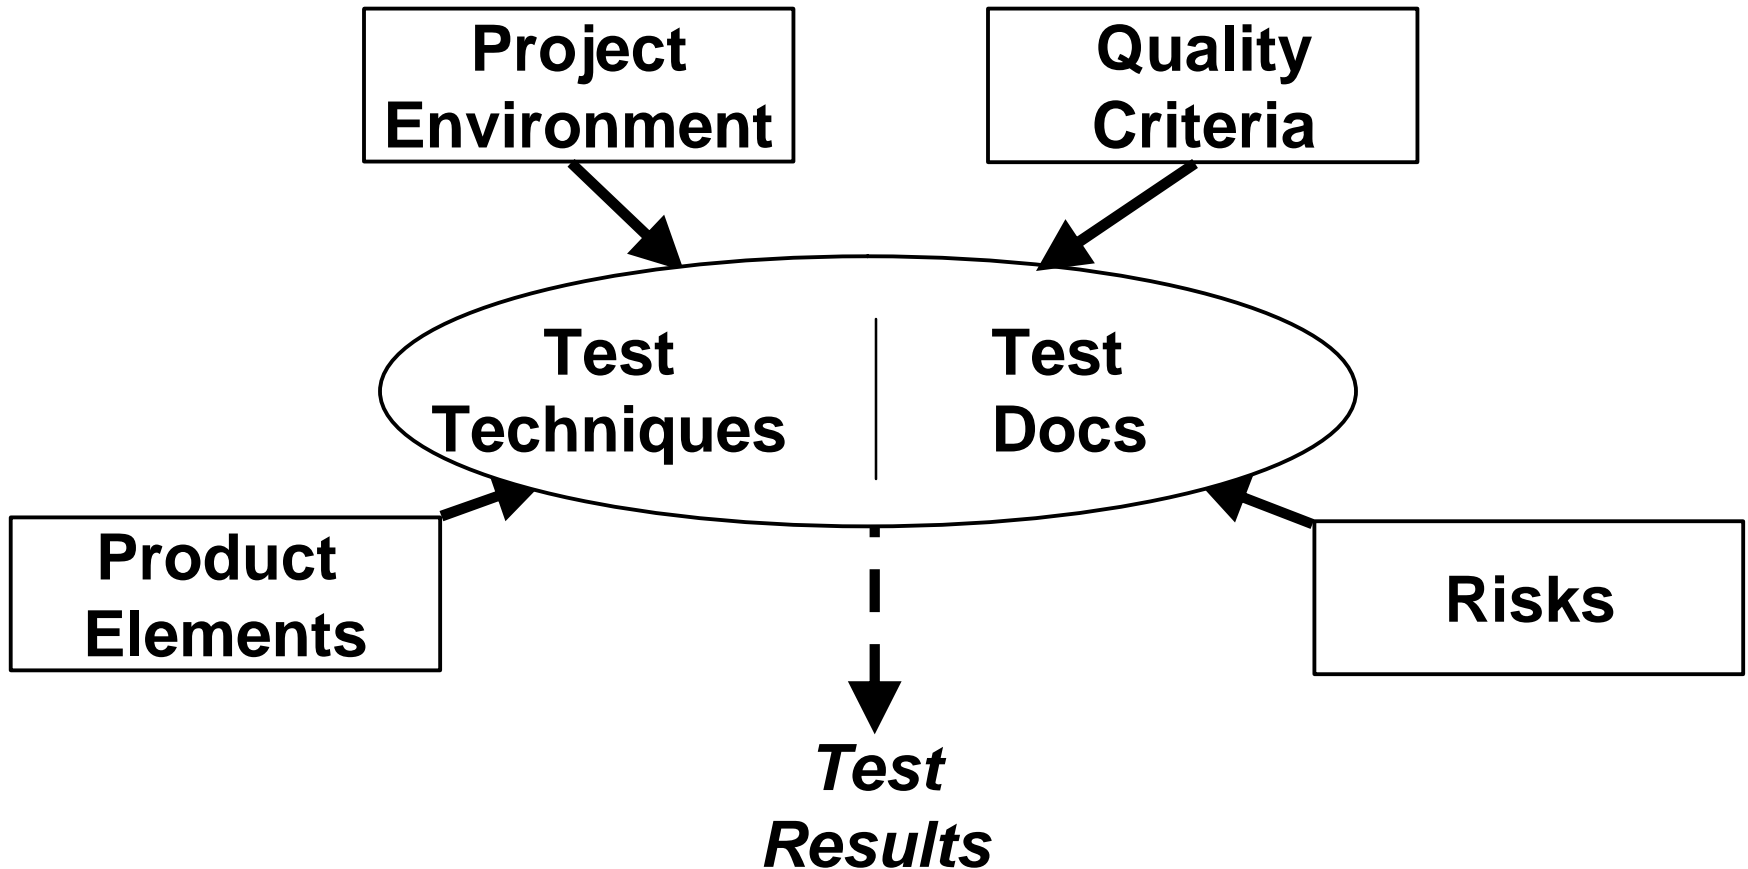 Project
Environment
Quality
Criteria
Test
Techniques
Test
Docs
Product
Elements
Risks
Test
Results